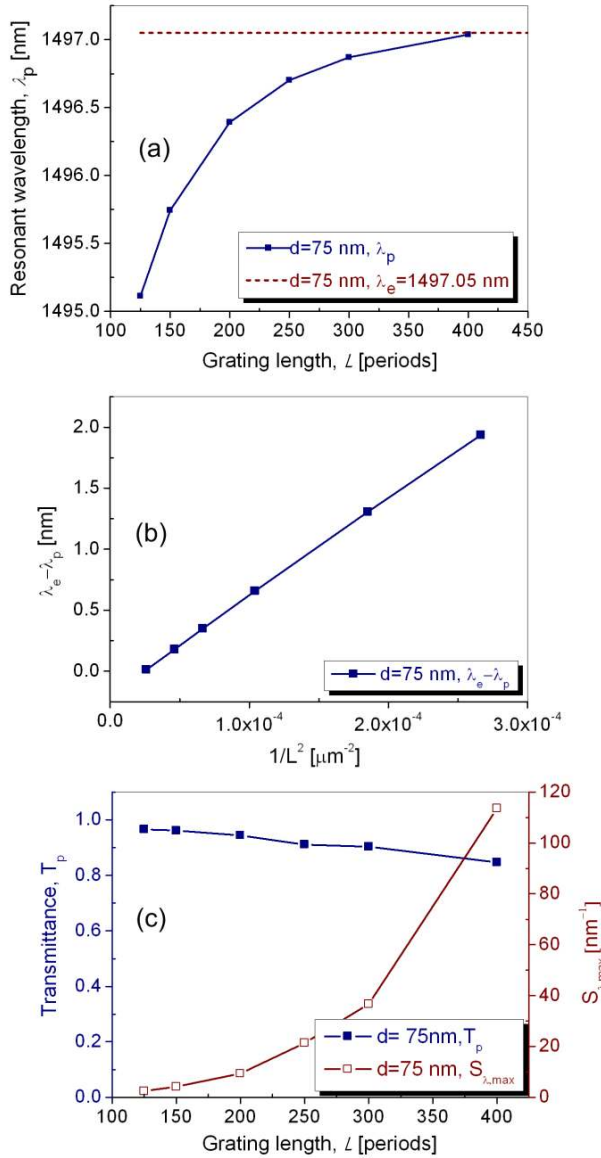 1497.0
1496.5
1496.0
1495.5
1495.0
Resonant wavelength, λp [nm]
(a)
d=75 nm, λp
d=75 nm, λe=1497.05 nm
100 150 200 250 300 350 400 450
Grating length, L [periods]
2.0
1.5
1.0
0.5
0.0
λe−λp [nm]
(b)
d=75 nm, λe−λp
0.0 1.0x10-4 2.0x10-4 3.0x10-4
1/L2 [μm-2]
1.0
0.8
0.6
0.4
0.2
0.0
Transmittance, Tp
(c)
120
100
80
60
40
20
0
Sλ,max [nm-1]
d= 75nm,Tp
d=75 nm, Sλ,max
100 150 200 250 300 350 400
Grating length, L [periods]